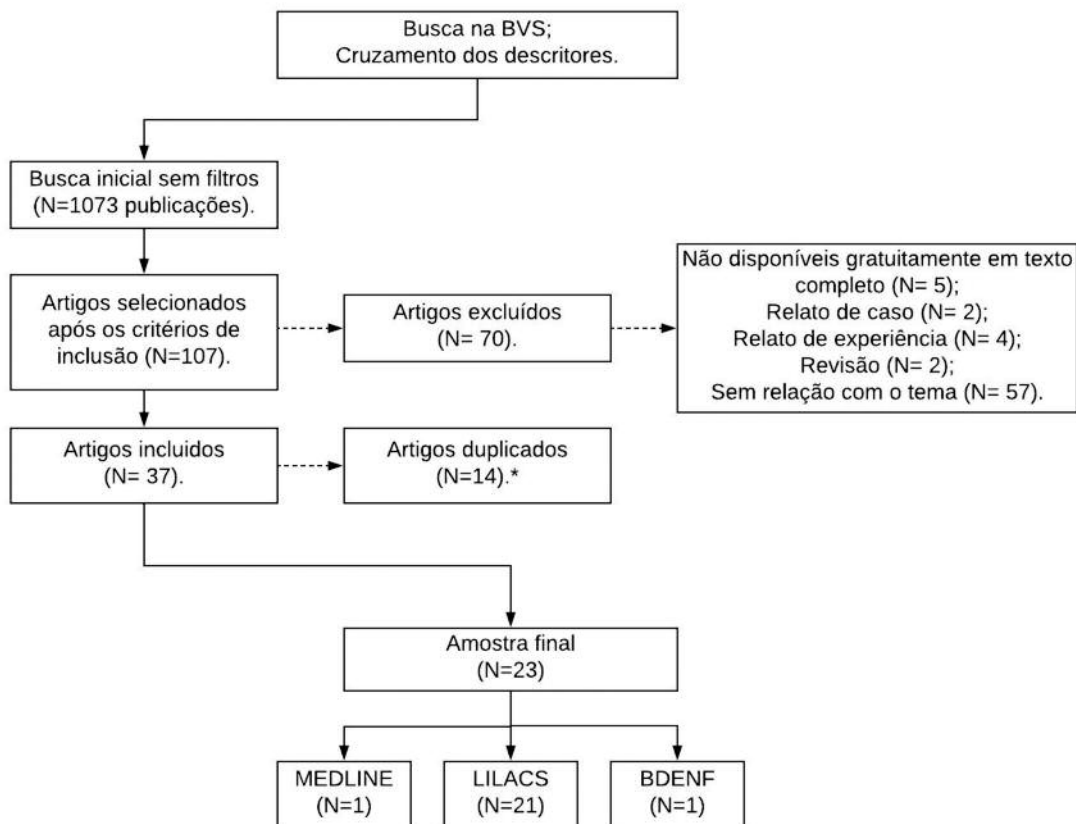 Busca na BVS;
Cruzamento dos descritores.
Busca inicial sem filtros
(N=1073 publicações).
Artigos selecionados
após os critérios de
inclusão (N=107).
Artigos excluídos
(N= 70).
Não disponíveis gratuitamente em texto
completo (N= 5);
Relato de caso (N= 2);
Relato de experiência (N= 4);
Revisão (N= 2);
Sem relação com o tema (N= 57).
Artigos incluidos
(N= 37).
Artigos duplicados
(N=14).*
Amostra final
(N=23)
MEDLINE
(N=1)
LILACS
(N=21)
BDENF
(N=1)